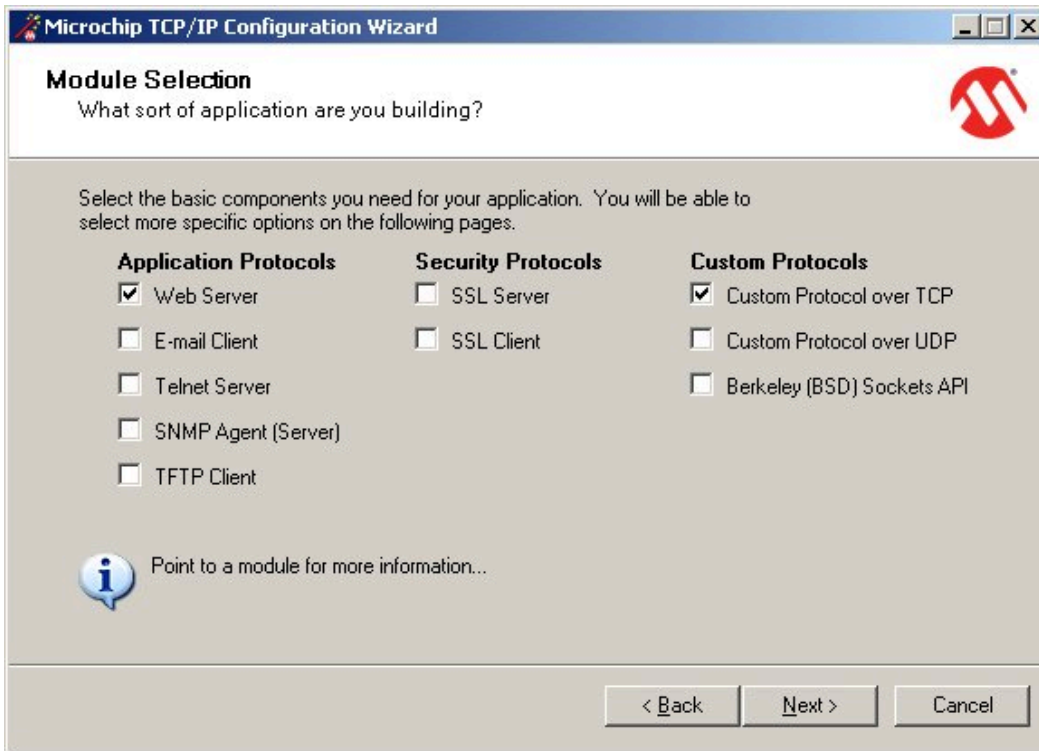 Microchip TCP/IP Configuration Wizard
Module Selection
What sort of application are you building?
Select the basic components you need for your application. You will be able to
select more specific options on the following pages.
Application Protocols
Web Server
E-mail Client
Telnet Server
SNMP Agent (Server)
TFTP Client
Security Protocols
SSL Server
SSL Client
Custom Protocols
Custom Protocol over TCP
Custom Protocol over UDP
Berkeley (BSD) Sockets API
Point to a module for more information...
< Back
Next >
Cancel